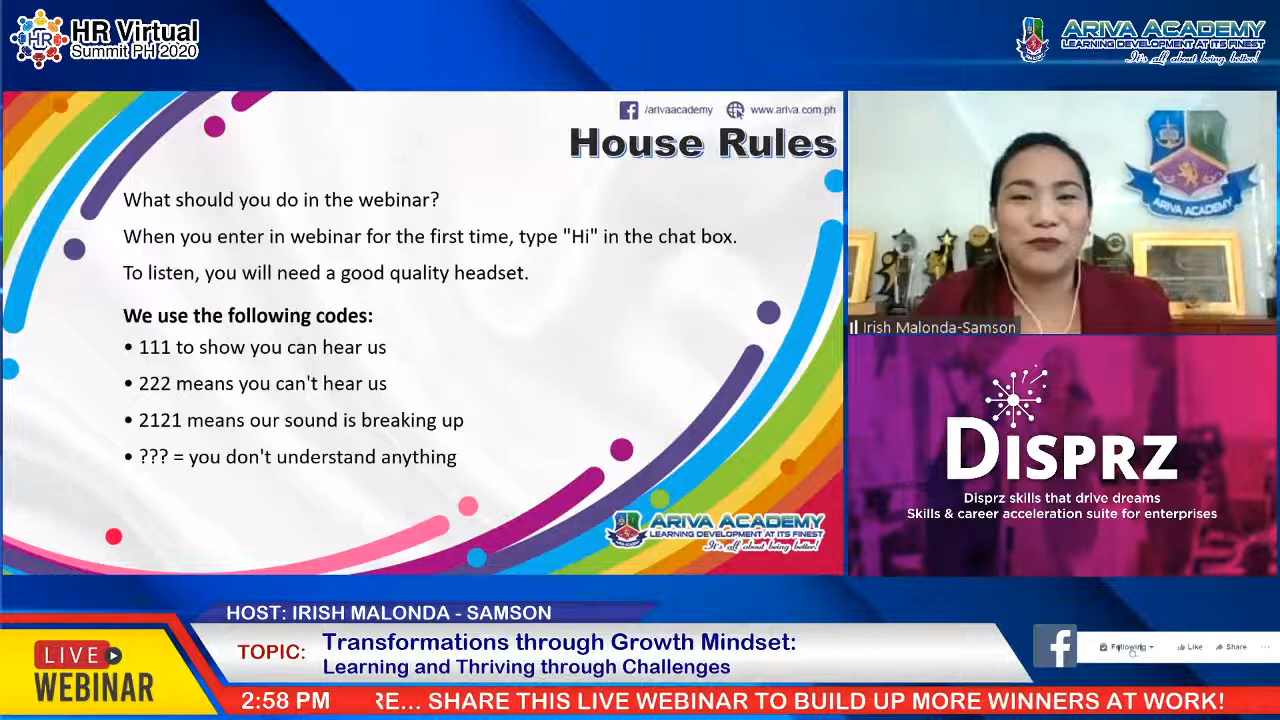 HR
HR Virtual
Summit PH 2020
ARIVA ACADEMY
LEARNING DEVELOPMENT AT ITS FINEST
It's all about being better!
/arivaacademy
www.ariva.com.ph
House Rules
What should you do in the webinar?
When you enter in webinar for the first time, type "Hi" in the chat box.
To listen, you will need a good quality headset.
We use the following codes:
• 111 to show you can hear us
• 222 means you can't hear us
• 2121 means our sound is breaking up
• ??? = you don't understand anything
ARIVA ACADEMY
LEARNING DEVELOPMENT AT ITS FINEST
It's all about being better!
ARIVA ACADEMY
Irish Malonda-Samson
DISPRZ
Disprz skills that drive dreams
Skills & career acceleration suite for enterprises
HOST: IRISH MALONDA - SAMSON
TOPIC:
Transformations through Growth Mindset:
Learning and Thriving through Challenges
LIVE
WEBINAR
Following
Like
Share
2:58 PM
RE... SHARE THIS LIVE WEBINAR TO BUILD UP MORE WINNERS AT WORK!